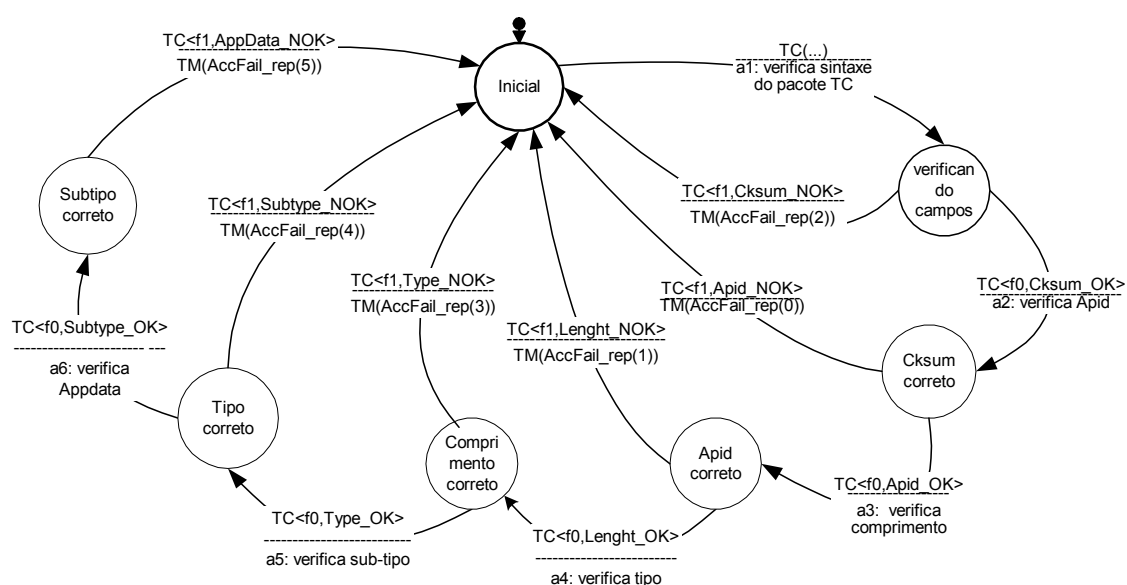 TC<f1,AppData_NOK>
TM(AccFail_rep(5))
Inicial
TC(...)
a1: verifica sintaxe
do pacote TC
Subtipo
correto
TC<f1,Subtype_NOK>
TM(AccFail_rep(4))
TC<f1,Cksum_NOK>
TM(AccFail_rep(2))
verifican
do
campos
TC<f1,Type_NOK>
TM(AccFail_rep(3))
TC<f1,Apid_NOK>
TM(AccFail_rep(0))
TC<f0,Cksum_OK>
a2: verifica Apid
TC<f0,Subtype_OK>
a6: verifica
Appdata
TC<f1,Lenght_NOK>
TM(AccFail_rep(1))
Cksum
correto
Tipo
correto
Compri
mento
correto
Apid
correto
TC<f0,Apid_OK>
a3: verifica
comprimento
TC<f0,Type_OK>
a5: verifica sub-tipo
TC<f0,Lenght_OK>
a4: verifica tipo